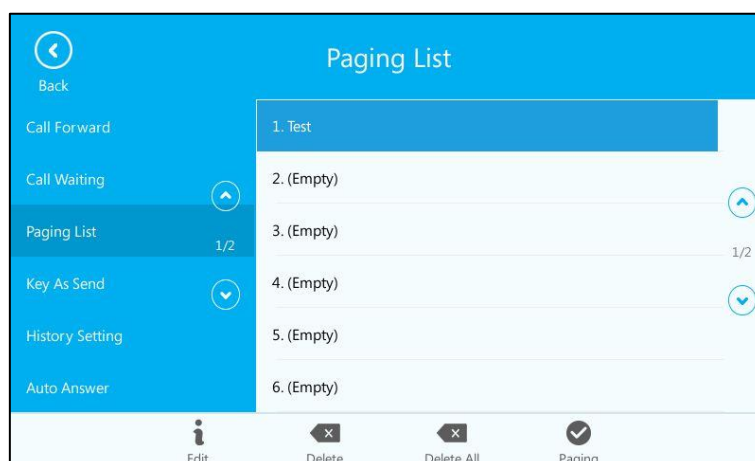 Paging List
Back
Call Forward
Call Waiting
Paging List
1/2
Key As Send
History Setting
Auto Answer
1. Test
2. (Empty)
3. (Empty)
4. (Empty)
5. (Empty)
6. (Empty)
1/2
Edit
Delete
Delete All
Paging